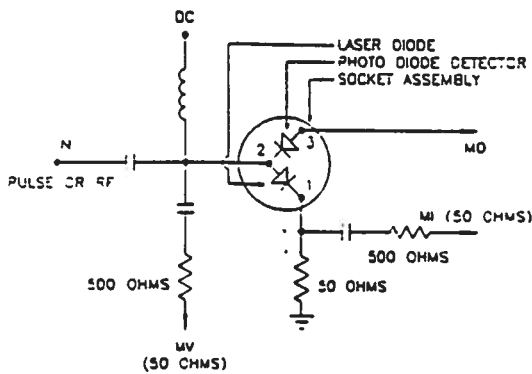 DC
LASER DIODE
PHOTO DIODE DETECTOR
SOCKET ASSEMBLY
N
PULSE OR RF
2
3
1
MO
MI (50 OHMS)
500 OHMS
500 OHMS
50 OHMS
MV
(50 OHMS)